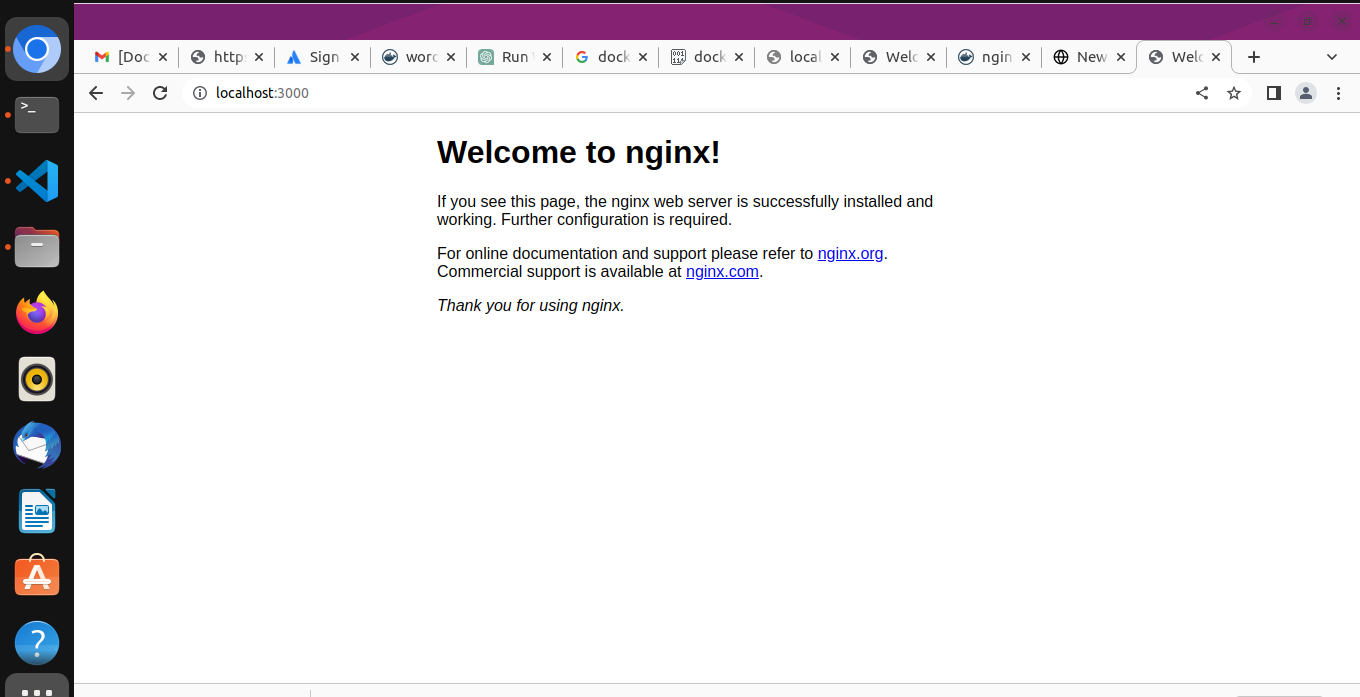 [Doc
http
Sign
word
Run
dock
dock
local
Welc
ngin
New
Welc
localhost:3000
>_
Welcome to nginx!
If you see this page, the nginx web server is successfully installed and
working. Further configuration is required.
For online documentation and support please refer to nginx.org.
Commercial support is available at nginx.com.
Thank you for using nginx.
?